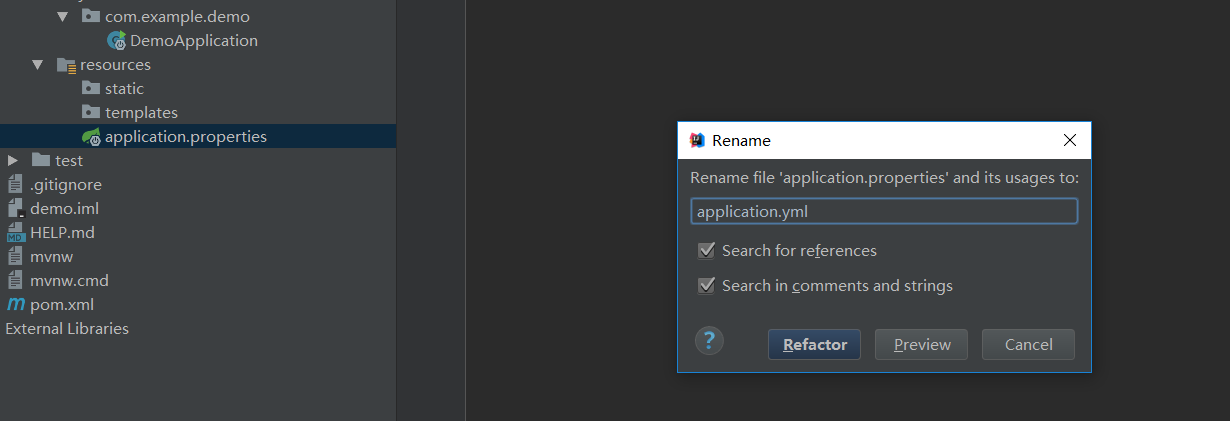 com.example.demo
DemoApplication
resources
static
templates
application.properties
test
.gitignore
demo.iml
MD
HELP.md
mvnw
mvnw.cmd
m
pom.xml
External Libraries
IJ
Rename
Rename file 'application.properties' and its usages to:
application.yml
Search for references
Search in comments and strings
?
Refactor
Preview
Cancel